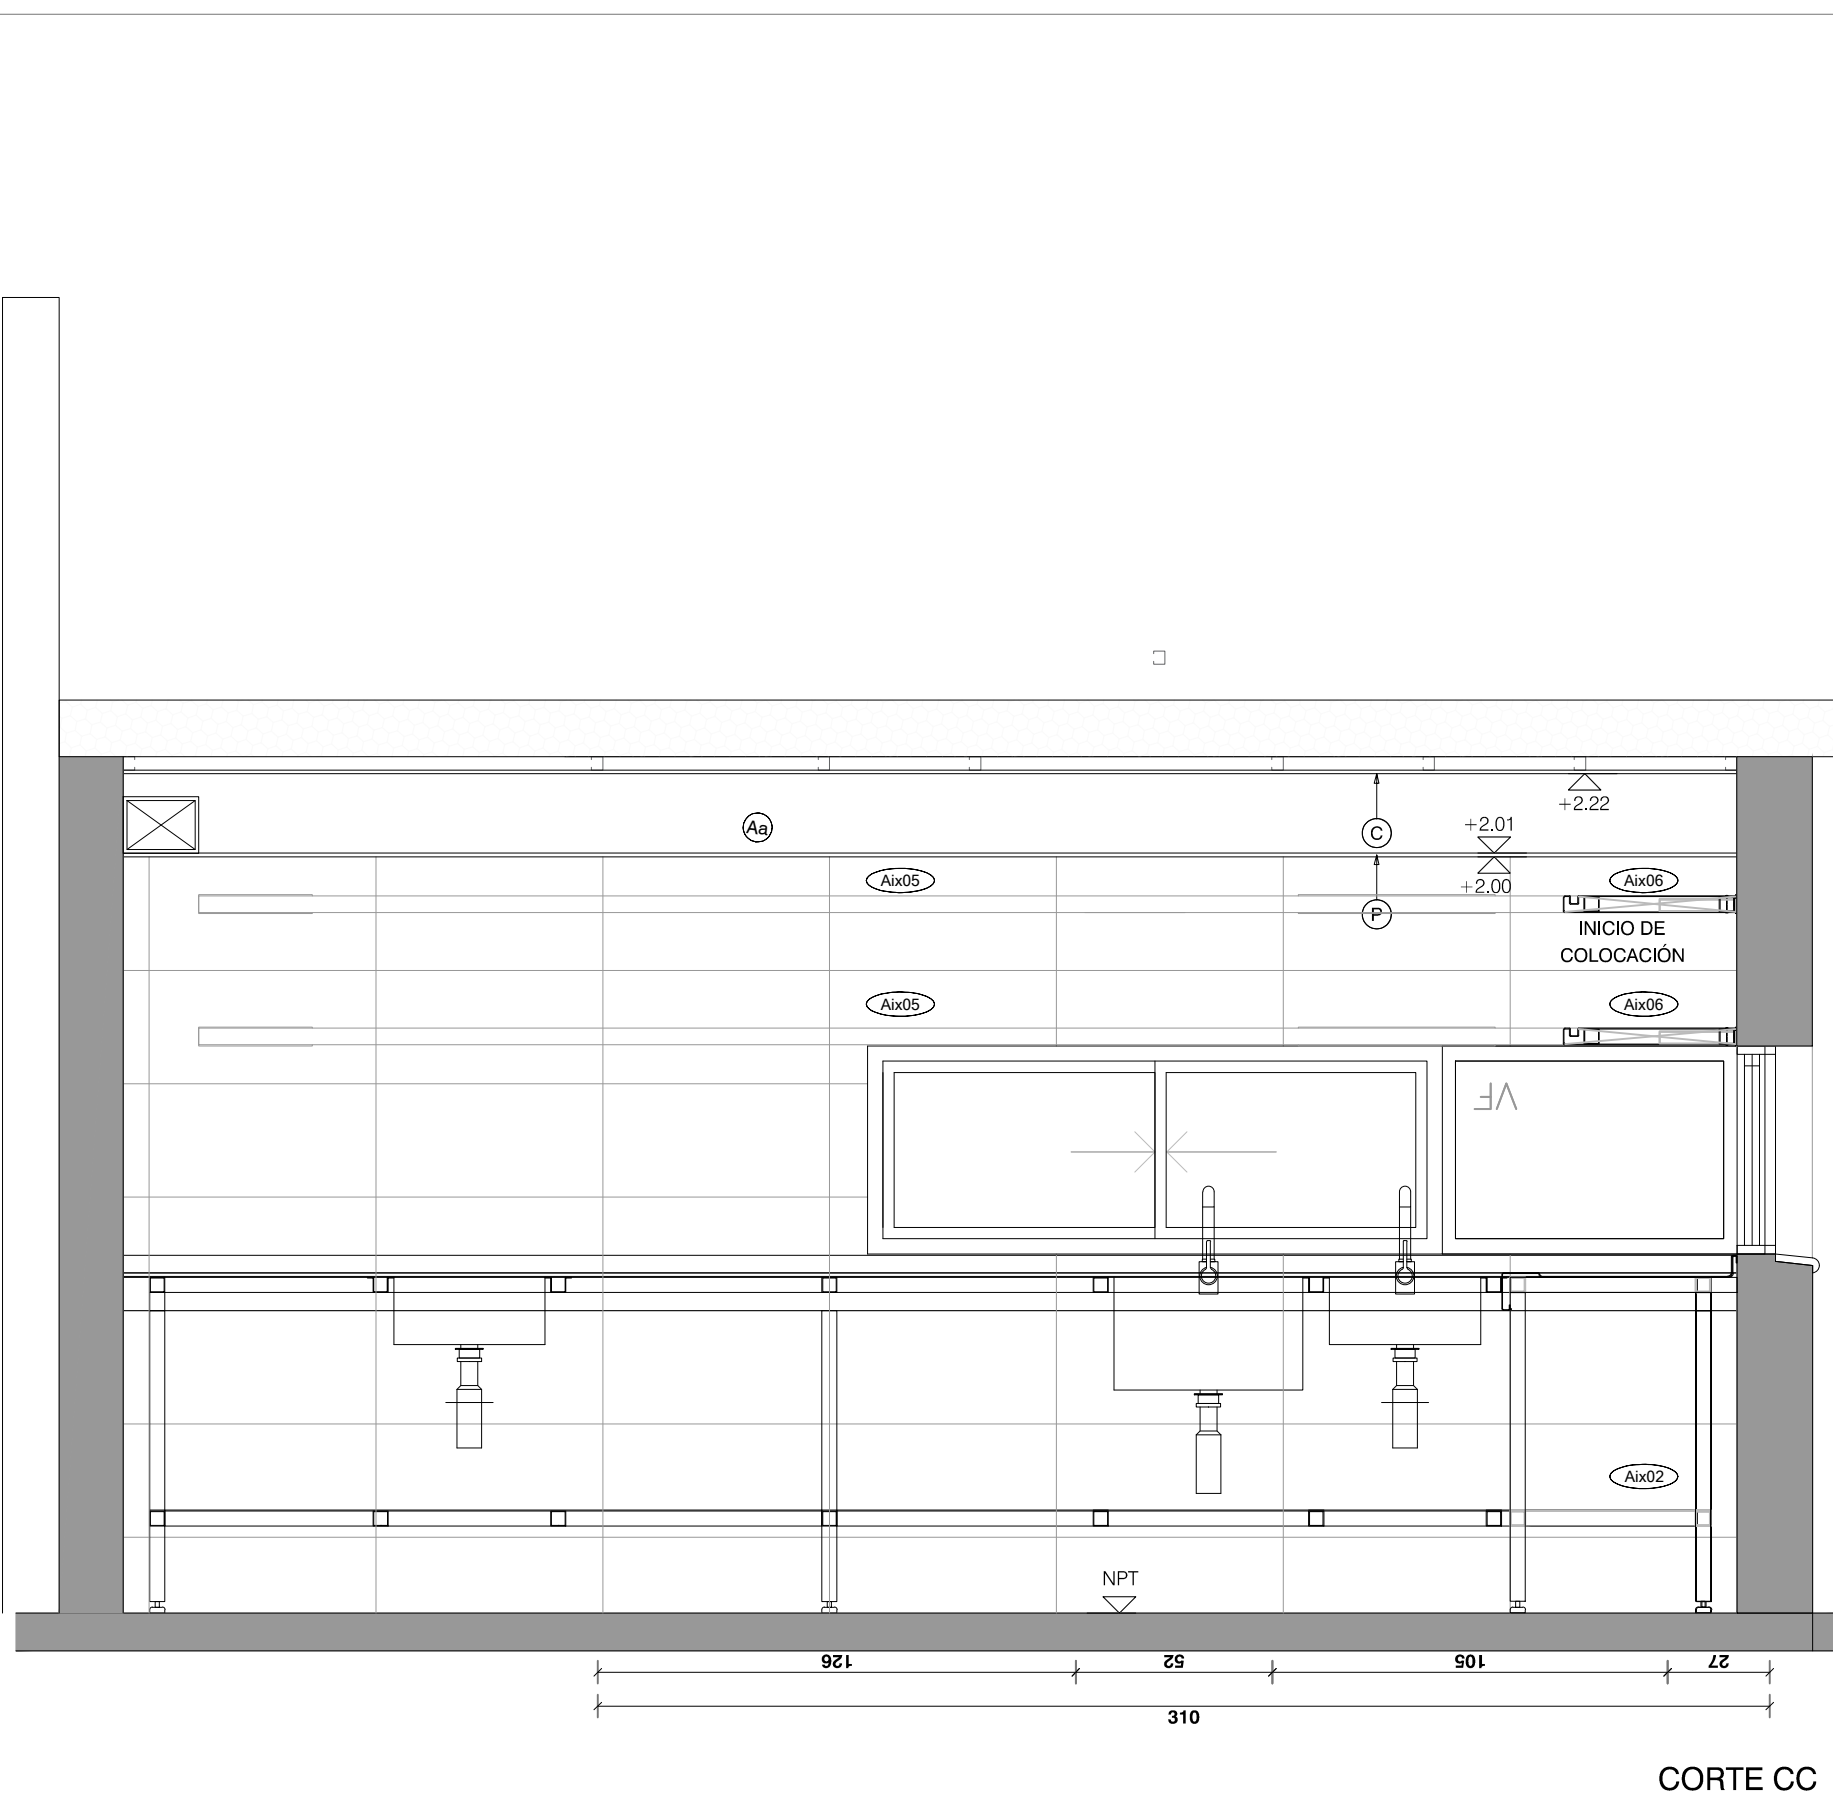 +2.22
+2.01
Aa
C
Aix05
+2.00
Aix06
P
INICIO DE
COLOCACIÓN
Aix05
Aix06
VF
Aix02
NPT
126
52
105
27
310
CORTE CC